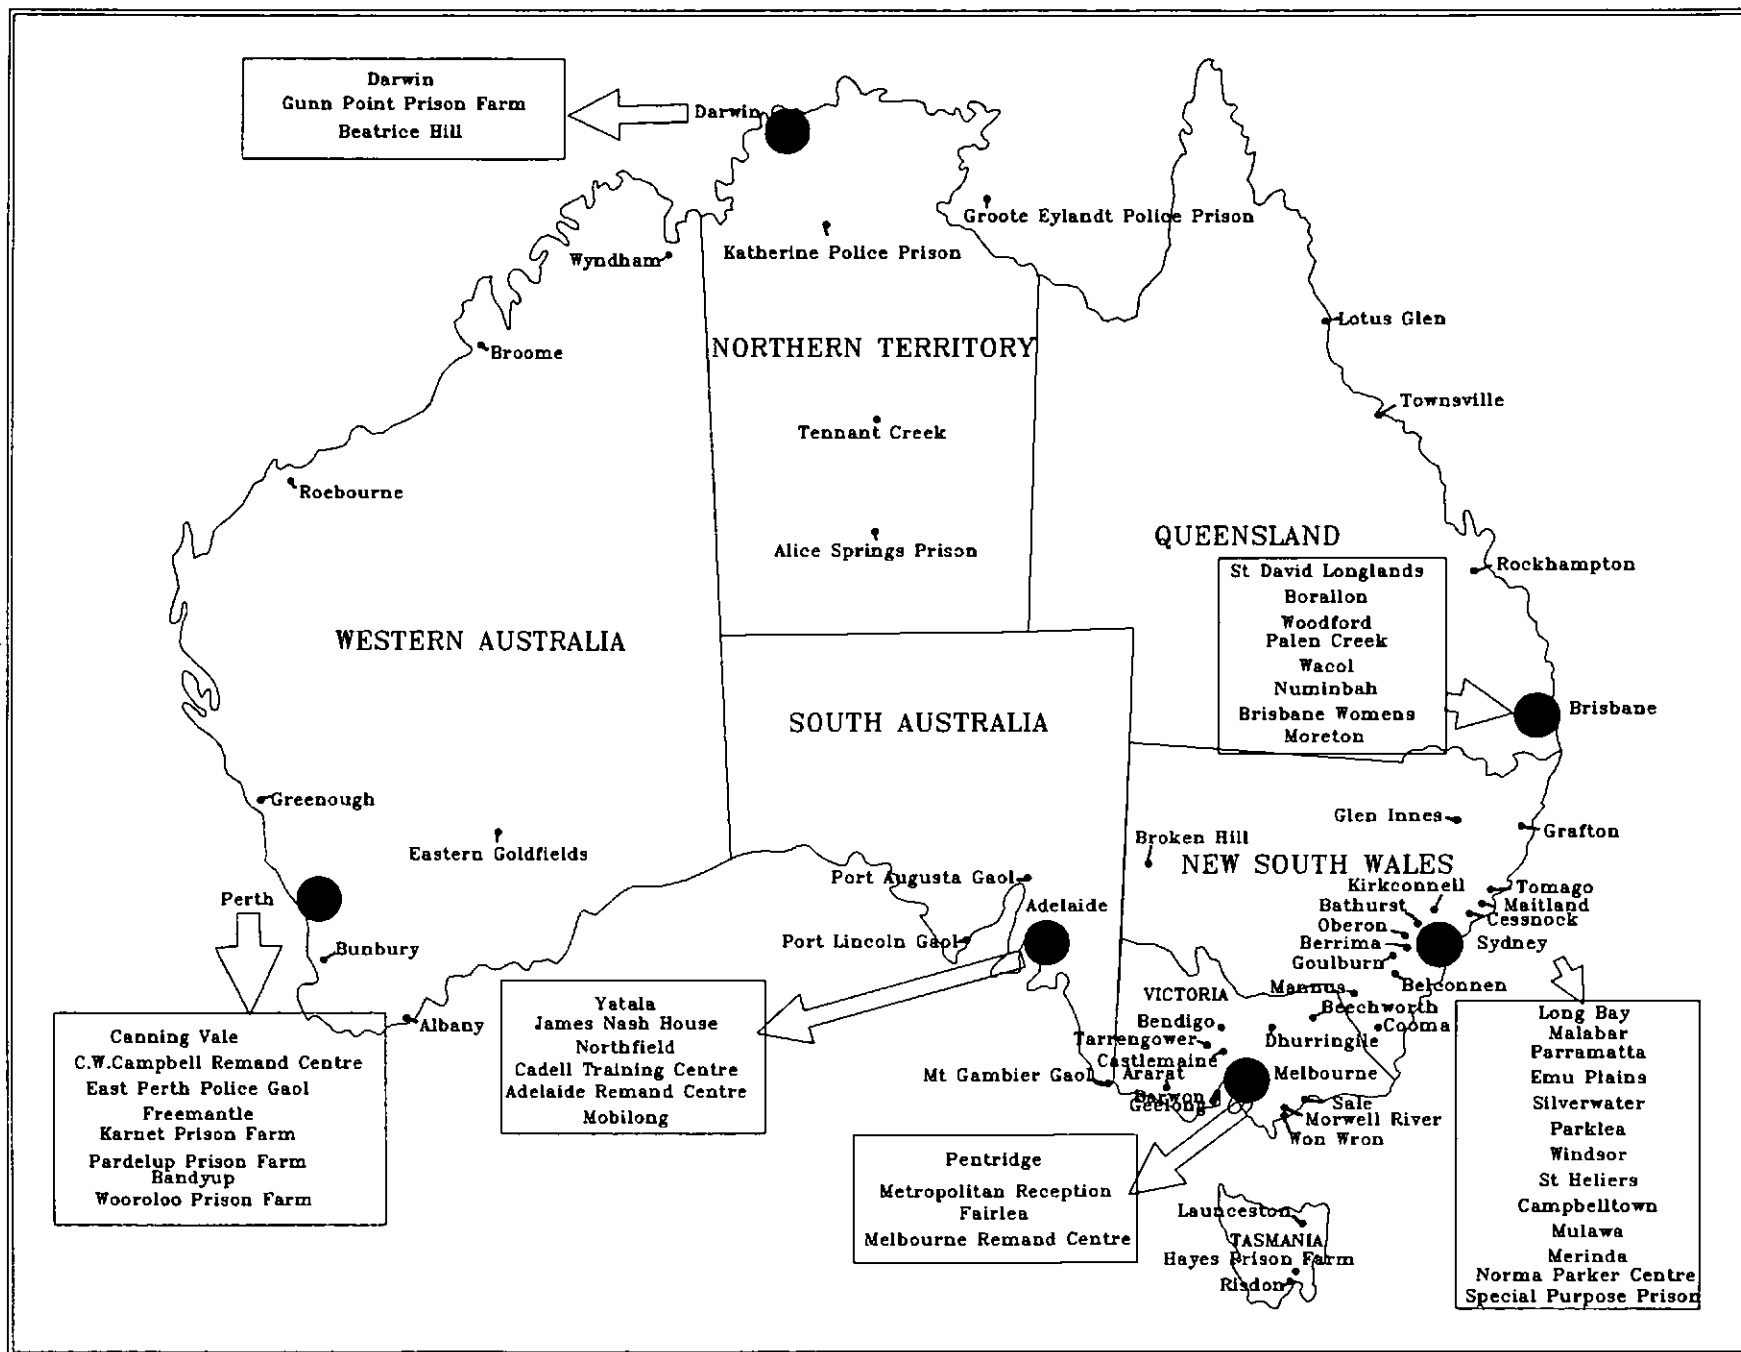 Darwin
Gunn Point Prison Farm
Beatrice Hill
Darwin
Groote Eylandt Police Prison
Katherine Police Prison
Wyndham
Lotus Glen
Broome
NORTHERN TERRITORY
Townsville
Tennant Creek
Roebourne
Alice Springs Prison
QUEENSLAND
Rockhampton
St David Longlands
Borallon
Woodford
Palen Creek
Wacol
Numinbah
Brisbane Womens
Moreton
Brisbane
WESTERN AUSTRALIA
SOUTH AUSTRALIA
Greenough
Eastern Goldfields
Glen Innes
Grafton
Broken Hill
NEW SOUTH WALES
Port Augusta Gaol
Kirkconnell
Tomago
Perth
Adelaide
Bathurst
Maitland
Cessnock
Oberon
Port Lincoln Gaol
Berrima
Sydney
Bunbury
Goulburn
Belconnen
Mannus
VICTORIA
Beechworth
Albany
Bendigo
Cooma
Tarrengower
Dhurringile
Castlemaine
Mt Gambier Gaol
Ararat
Melbourne
Barwon
Geelong
Sale
Morwell River
Won Wron
Canning Vale
C.W.Campbell Remand Centre
East Perth Police Gaol
Freemantle
Karnet Prison Farm
Pardelup Prison Farm
Bandyup
Wooroloo Prison Farm
Yatala
James Nash House
Northfield
Cadell Training Centre
Adelaide Remand Centre
Mobilong
Pentridge
Metropolitan Reception
Fairlea
Melbourne Remand Centre
Long Bay
Malabar
Parramatta
Emu Plains
Silverwater
Parklea
Windsor
St Heliers
Campbelltown
Mulawa
Merinda
Norma Parker Centre
Special Purpose Prison
Launceston
TASMANIA
Hayes Prison Farm
Risdon